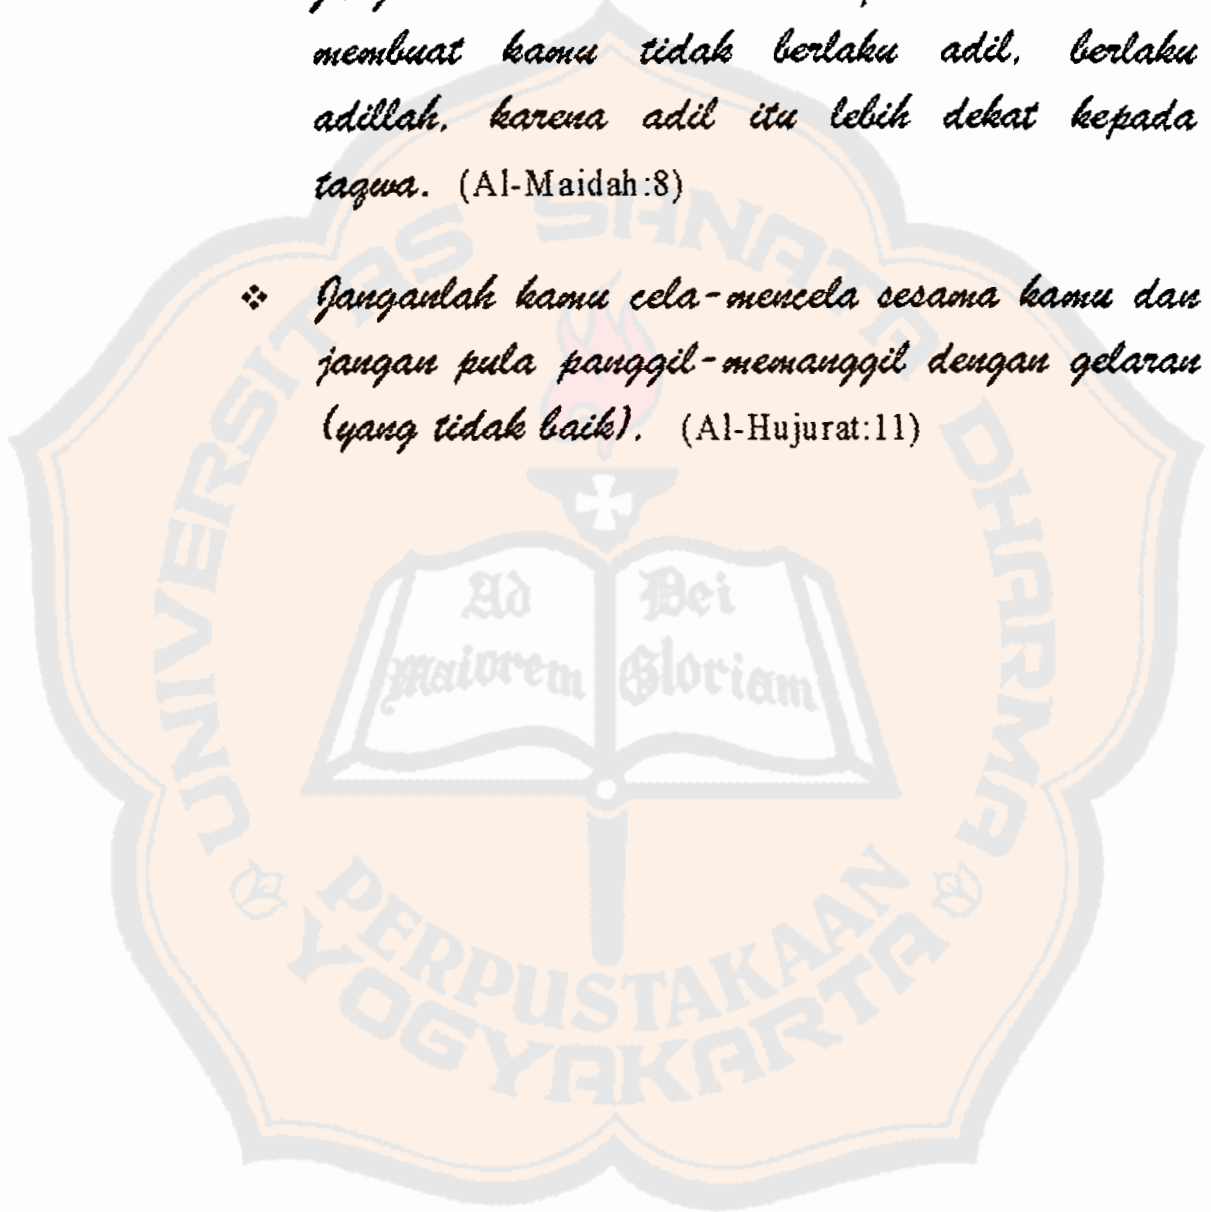 membuat kamu tidak berlaku adil, berlaku
adillah, karena adil itu lebih dekat kepada
taqwa. (Al-Maidah:8)
❖ Janganlah kamu cela-mencela sesama kamu dan
jangan pula panggil-memanggil dengan gelaran
(yang tidak baik). (Al-Hujurat:11)
UNIVERSITAS SANATA DHARMA
Ad Dei
Maiorem Gloriam
PERPUSTAKAAN
YOGYAKARTA